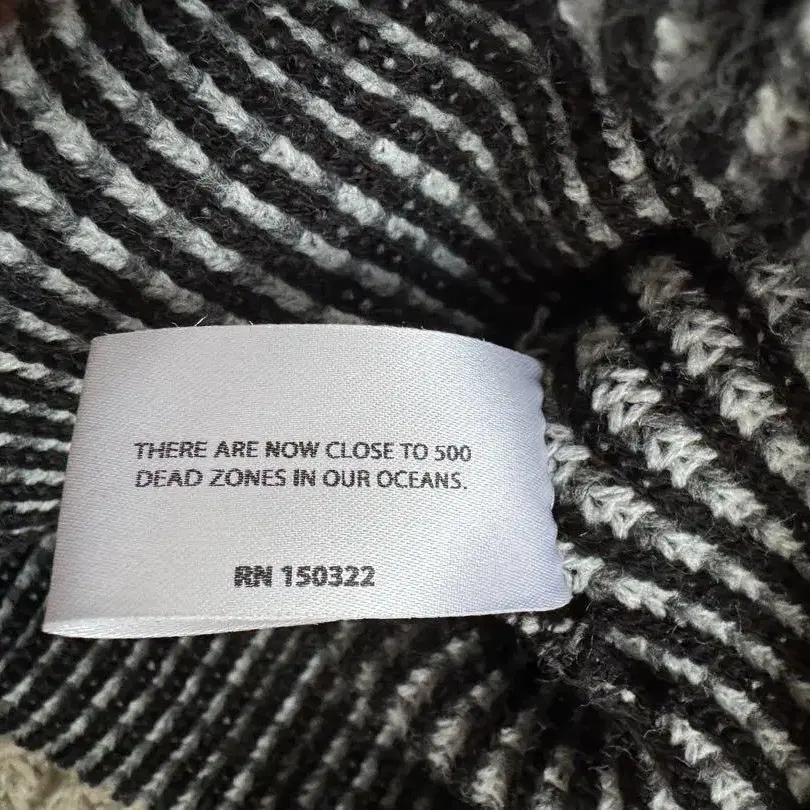 THERE ARE NOW CLOSE TO 500
DEAD ZONES IN OUR OCEANS.
RN 150322